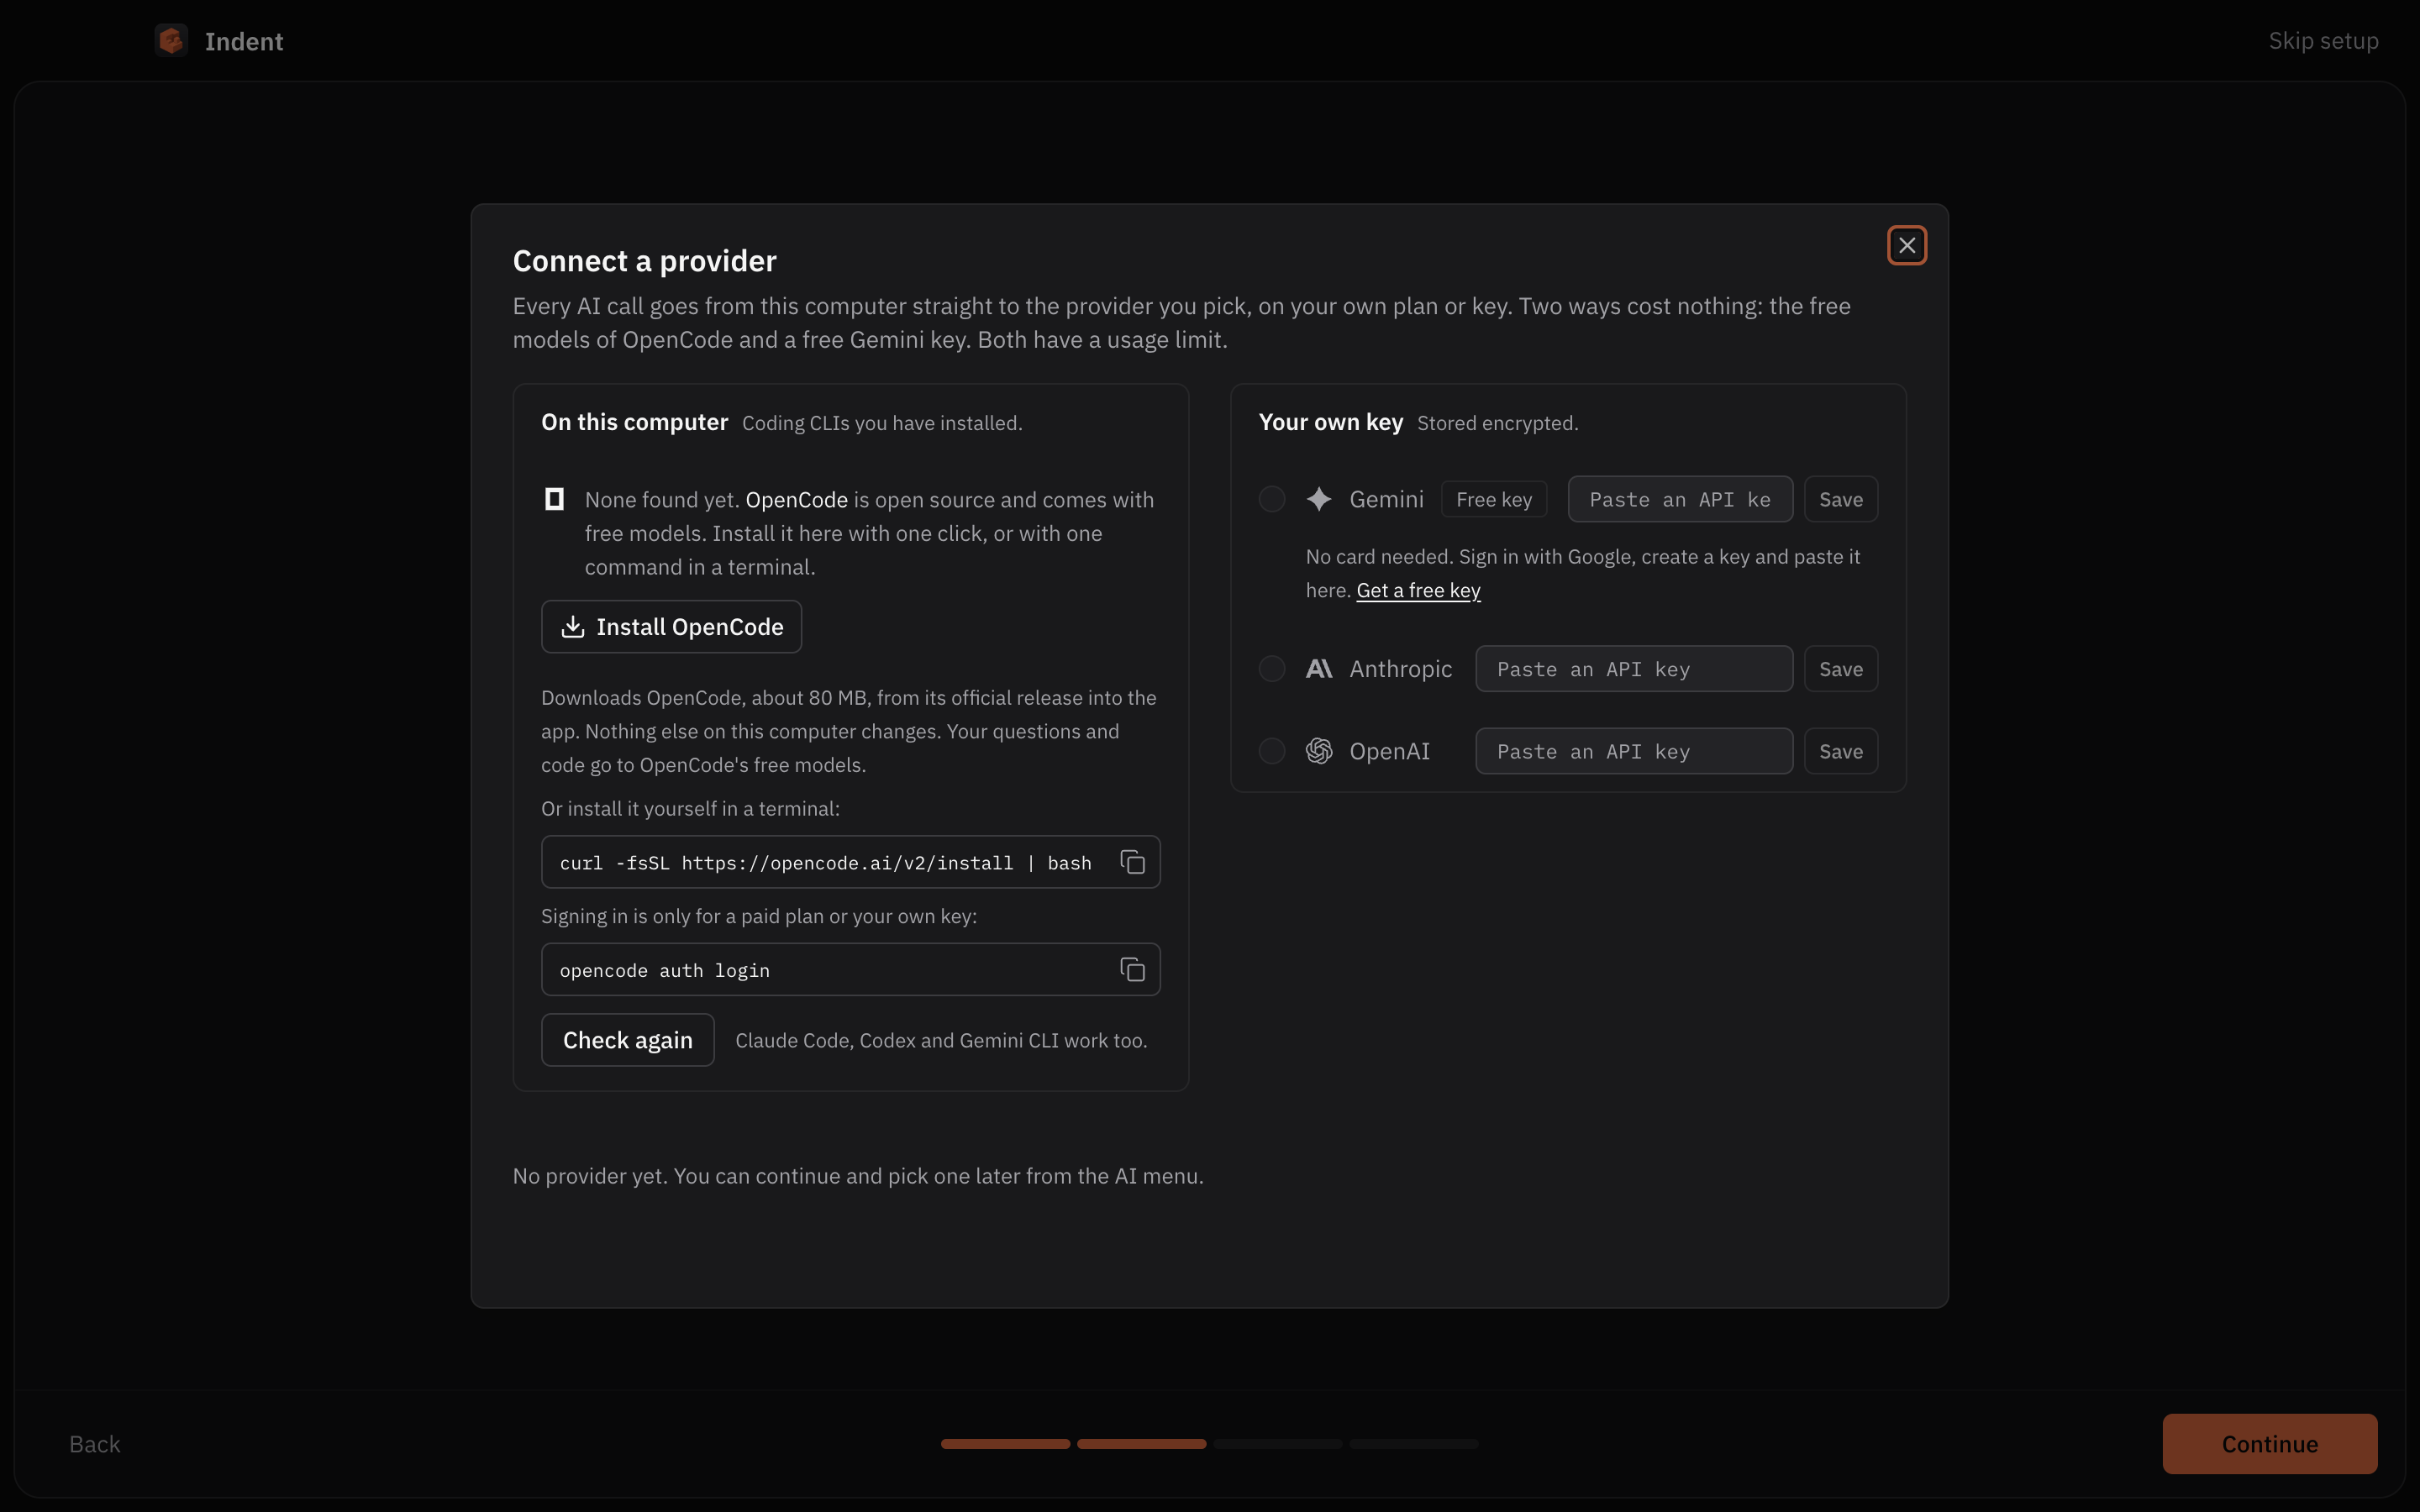 Indent
Skip setup
Connect a provider
Every AI call goes from this computer straight to the provider you pick, on your own plan or key. Two ways cost nothing: the free
models of OpenCode and a free Gemini key. Both have a usage limit.
On this computer Coding CLIs you have installed.
None found yet. OpenCode is open source and comes with
free models. Install it here with one click, or with one
command in a terminal.
Install OpenCode
Downloads OpenCode, about 80 MB, from its official release into the
app. Nothing else on this computer changes. Your questions and
code go to OpenCode's free models.
Or install it yourself in a terminal:
curl -fsSL https://opencode.ai/v2/install | bash
Signing in is only for a paid plan or your own key:
opencode auth login
Check again Claude Code, Codex and Gemini CLI work too.
Your own key Stored encrypted.
Gemini Free key Paste an API ke Save
No card needed. Sign in with Google, create a key and paste it
here. Get a free key
Anthropic Paste an API key Save
OpenAI Paste an API key Save
No provider yet. You can continue and pick one later from the AI menu.
Back
Continue